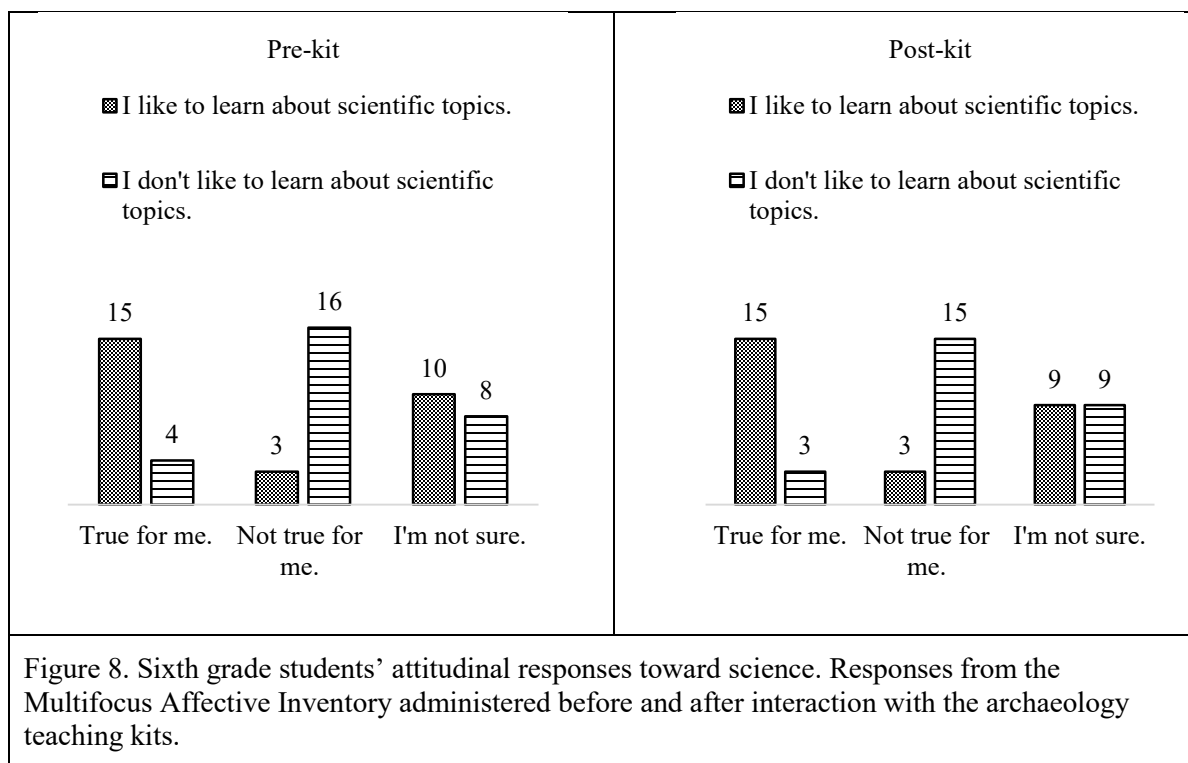 Pre-kit
I like to learn about scientific topics.
I don't like to learn about scientific
topics.
15
4
3
16
10
8
True for me.
Not true for
me.
I'm not sure.
Post-kit
I like to learn about scientific topics.
I don't like to learn about scientific
topics.
15
3
3
15
9
9
True for me.
Not true for
me.
I'm not sure.
Figure 8. Sixth grade students’ attitudinal responses toward science. Responses from the
Multifocus Affective Inventory administered before and after interaction with the archaeology
teaching kits.